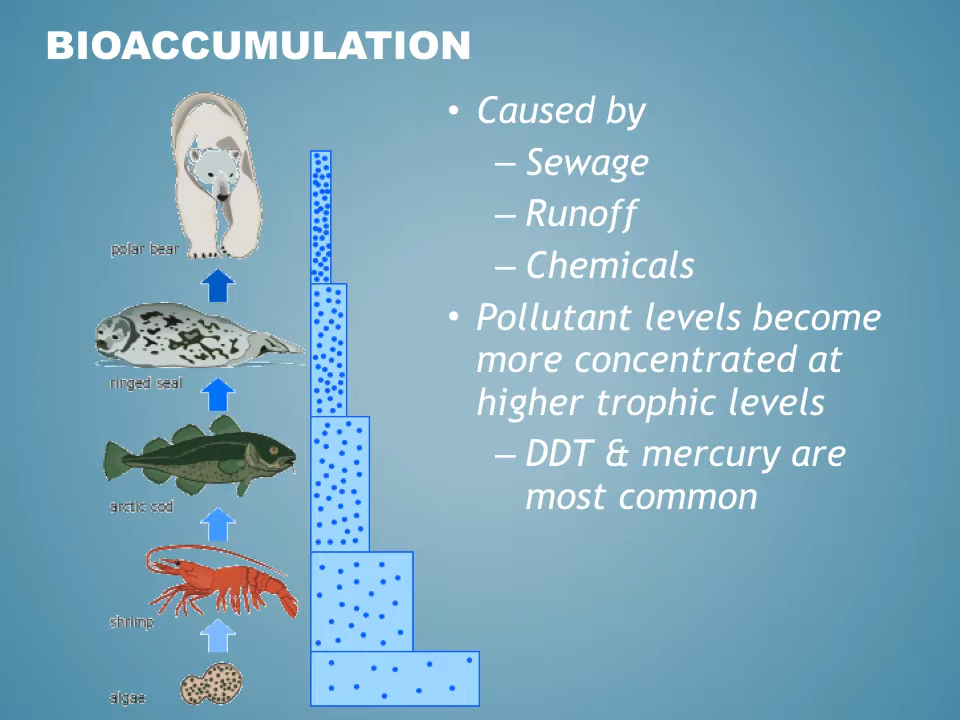 BIOACCUMULATION
• Caused by
– Sewage
– Runoff
– Chemicals
• Pollutant levels become
more concentrated at
higher trophic levels
– DDT & mercury are
most common
polar bear
ringed seal
arctic cod
shrimp
algae